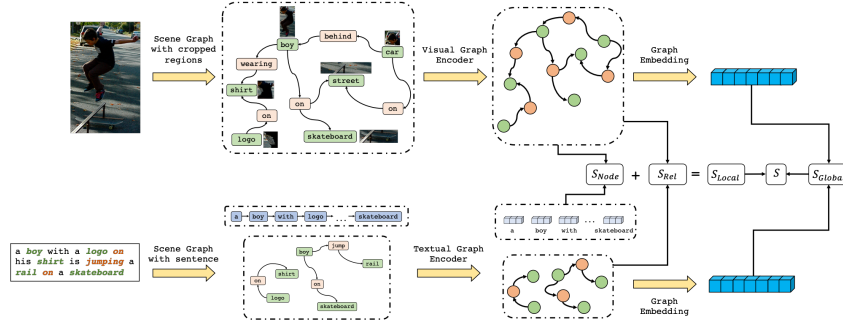 Scene Graph
with cropped
regions
boy
behind
car
wearing
street
shirt
on
on
on
logo
skateboard
Visual Graph
Encoder
Graph
Embedding
S_Node + S_Rel = S_Local S S_Global
a boy with logo ... skateboard
a boy with ... skateboard
a boy with a logo on
his shirt is jumping a
rail on a skateboard
Scene Graph
with sentence
jump
boy
rail
shirt
on
on
logo
skateboard
Textual Graph
Encoder
Graph
Embedding